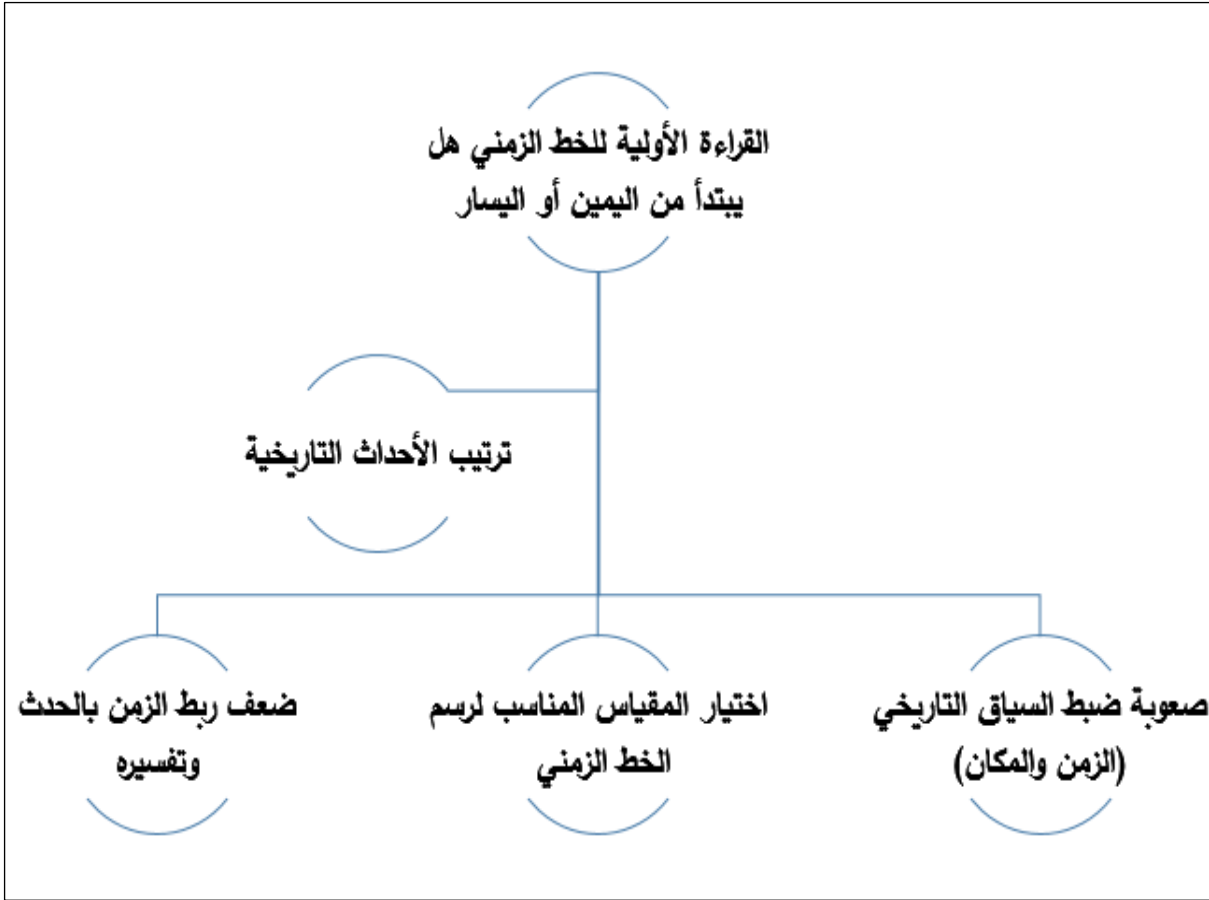 القراءة الأولية للخط الزمني هل
يبتدأ من اليمين أو اليسار
ترتيب الأحداث التاريخية
صعوبة ضبط السياق التاريخي
(الزمن والمكان)
اختيار المقياس المناسب لرسم
الخط الزمني
ضعف ربط الزمن بالحدث
وتفسيره